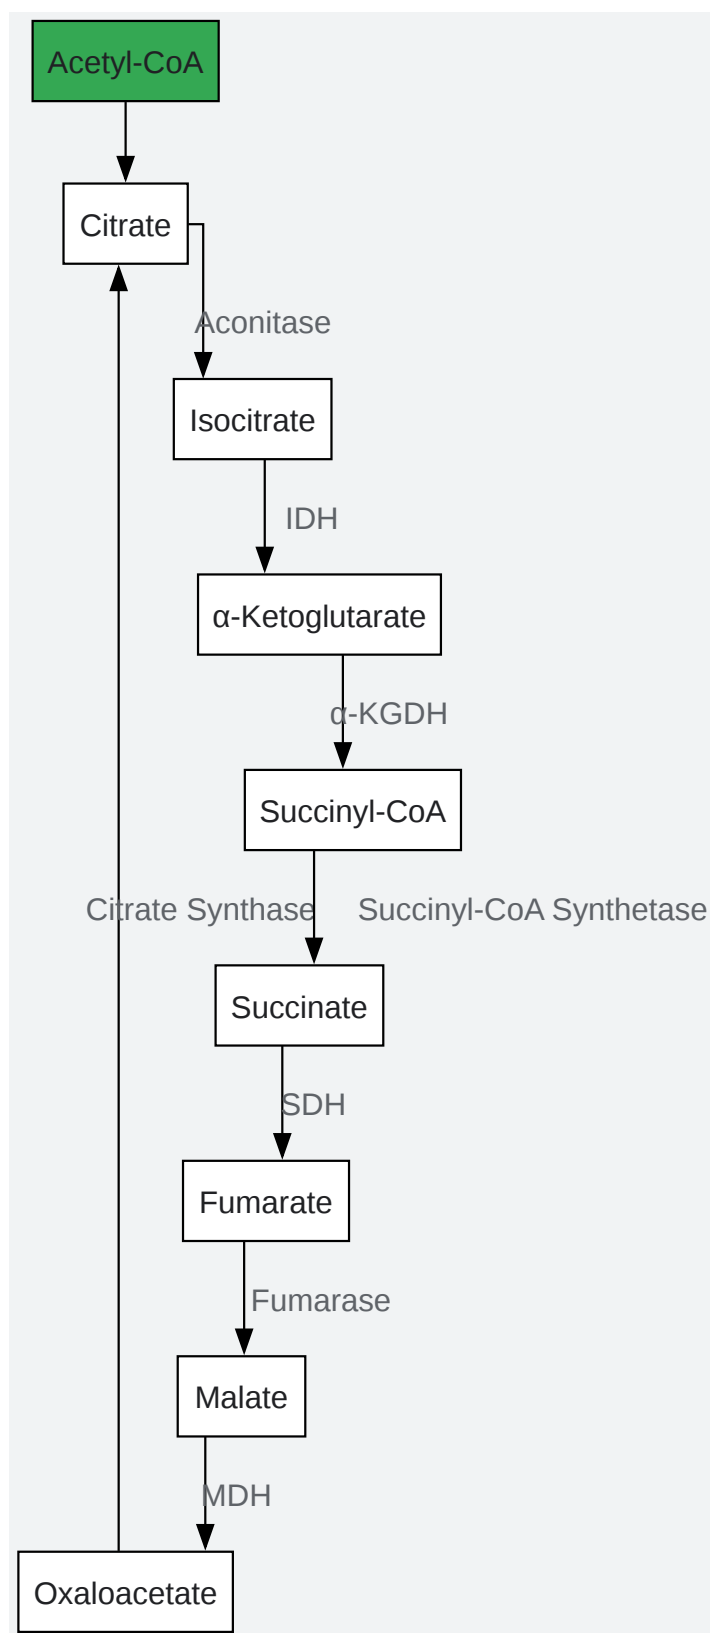 Acetyl-CoA
Citrate
Aconitase
Isocitrate
IDH
α-Ketoglutarate
α-KGDH
Succinyl-CoA
Citrate Synthase
Succinyl-CoA Synthetase
Succinate
SDH
Fumarate
Fumarase
Malate
MDH
Oxaloacetate